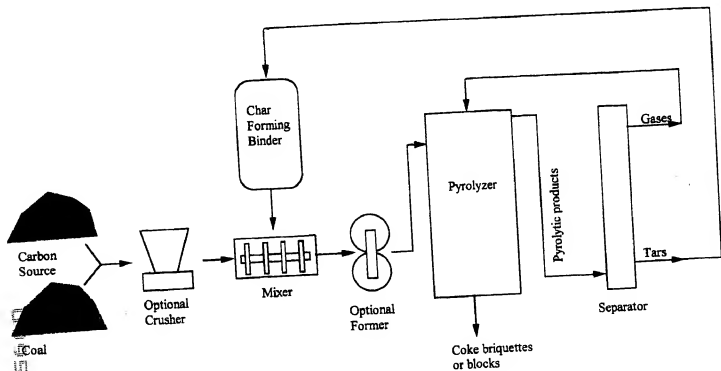 Char
Forming
Binder
Gases
Pyrolyzer
Pyrolytic products
Carbon
Source
Tars
Optional
Crusher
Mixer
Optional
Former
Separator
Coal
Coke briquettes
or blocks